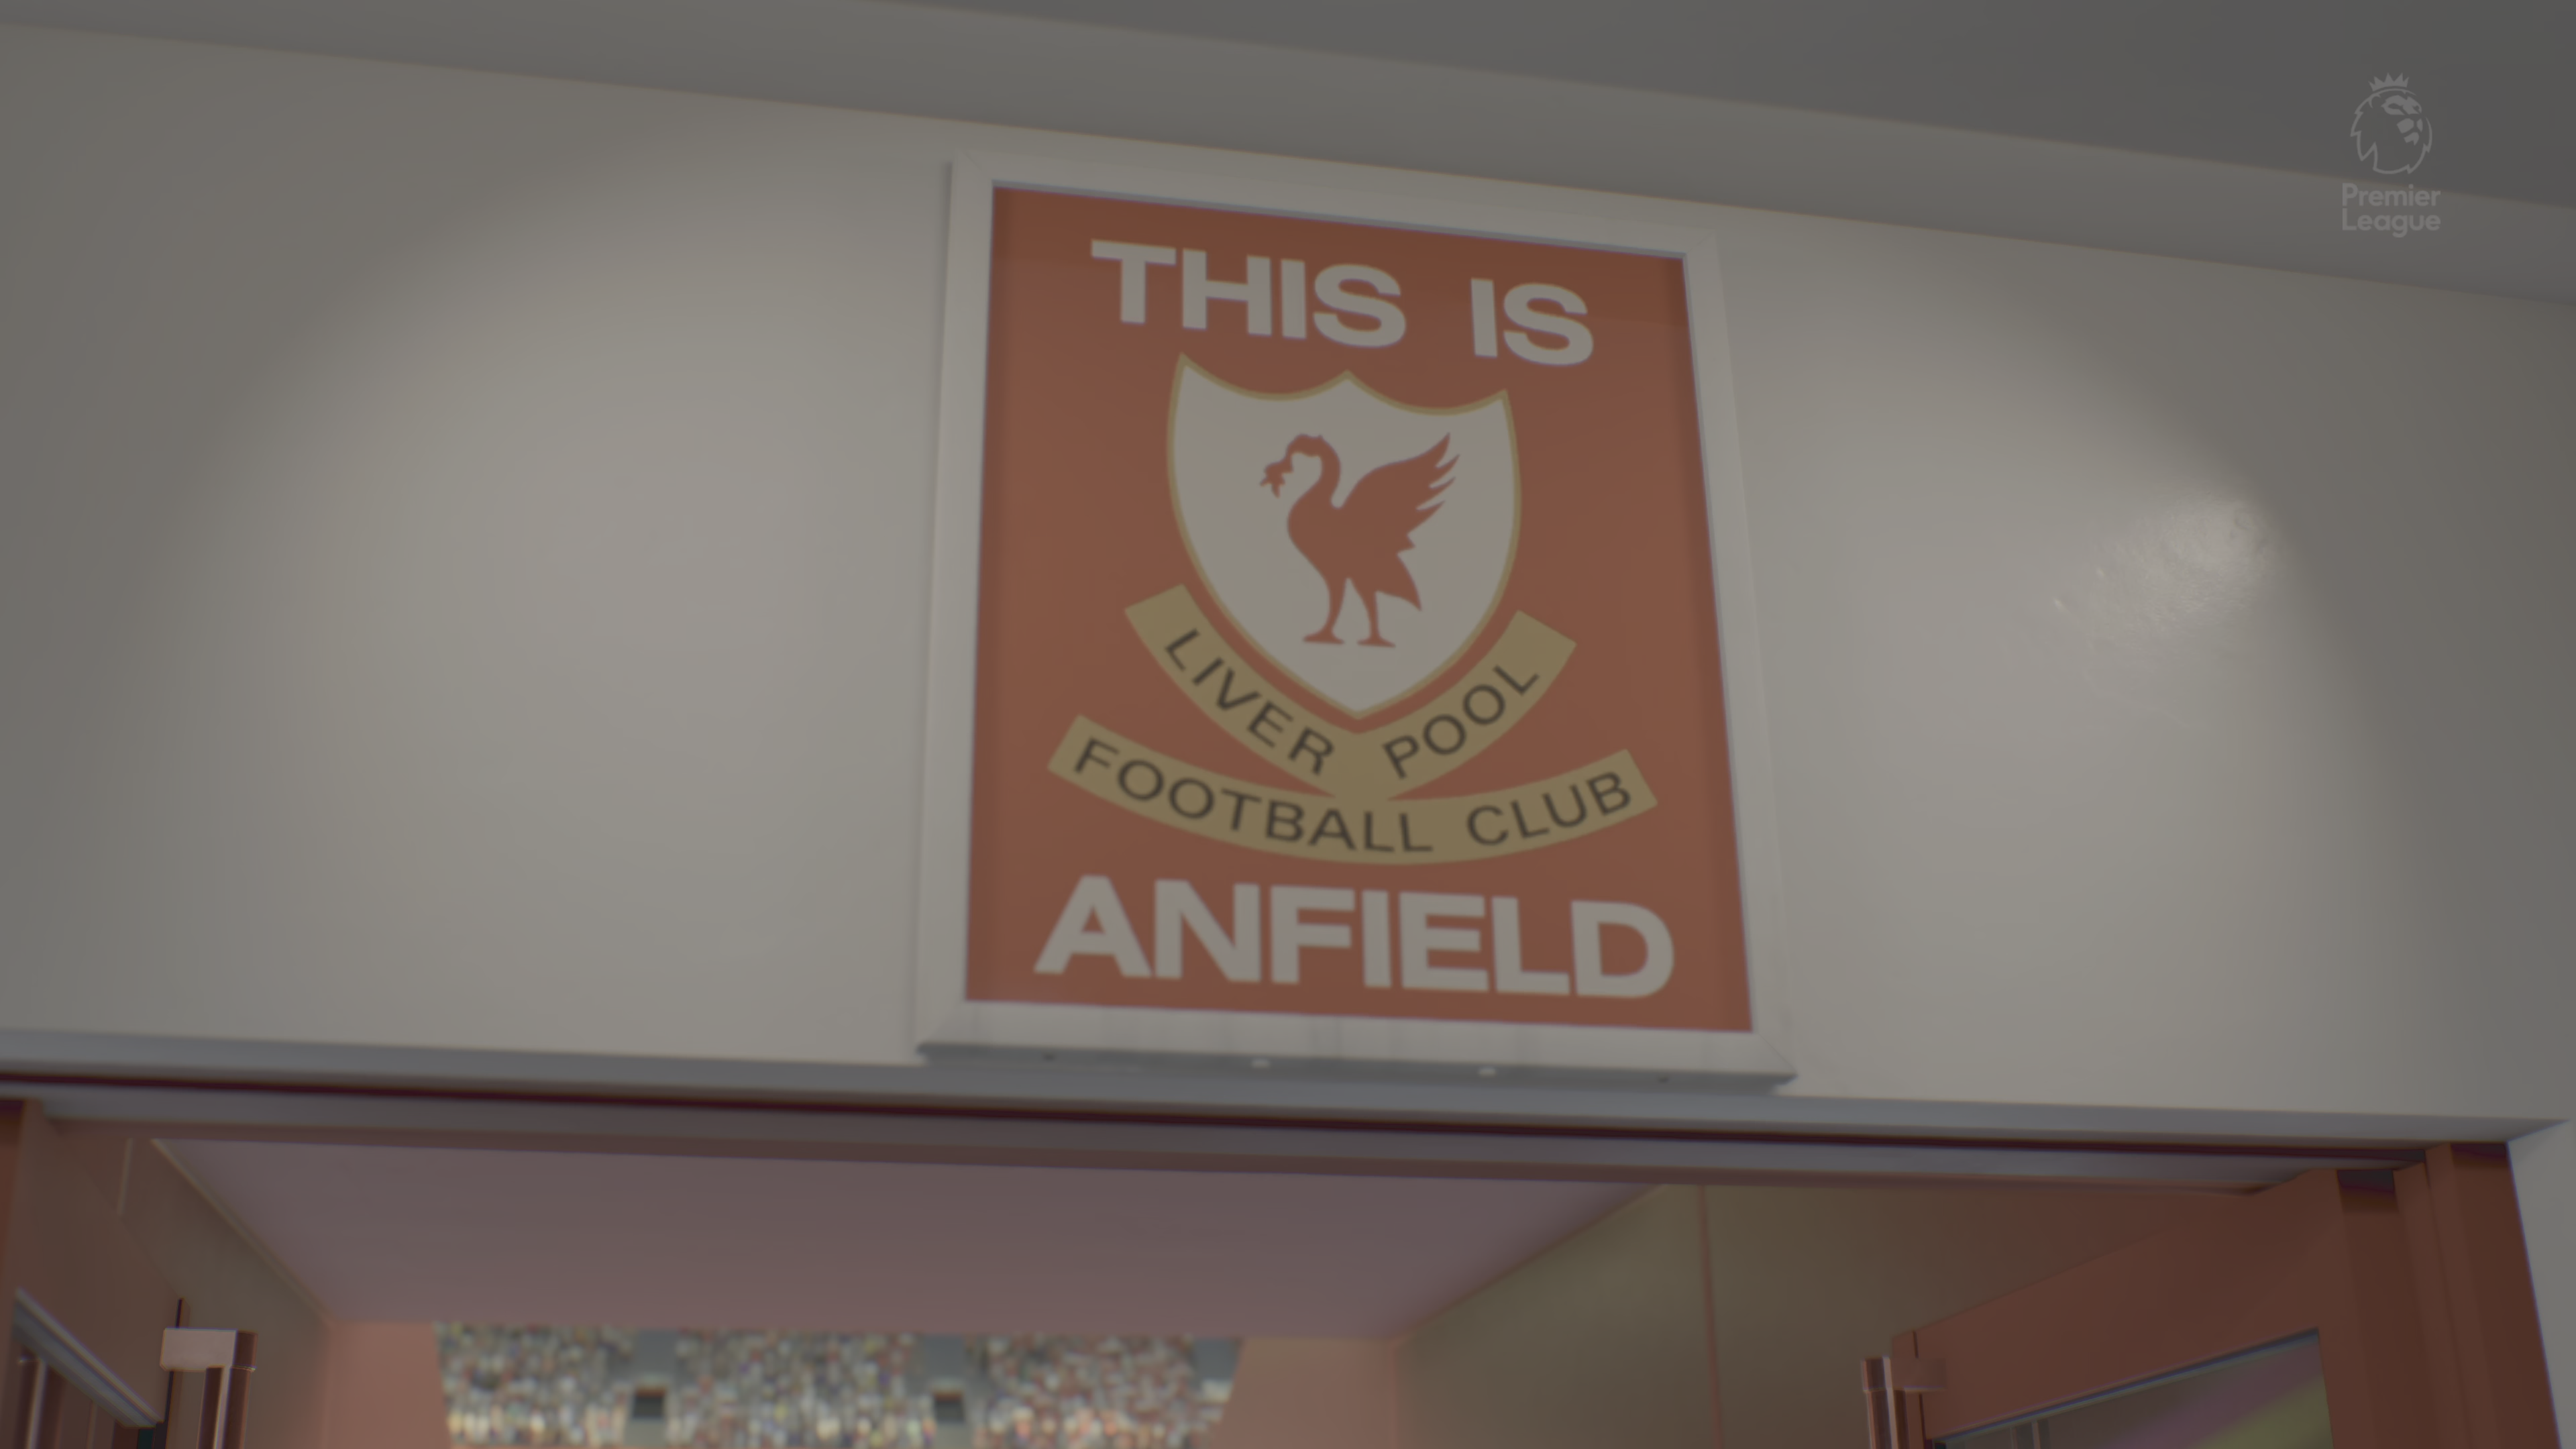 THIS IS
LIVER POOL
FOOTBALL CLUB
ANFIELD
Premier
League